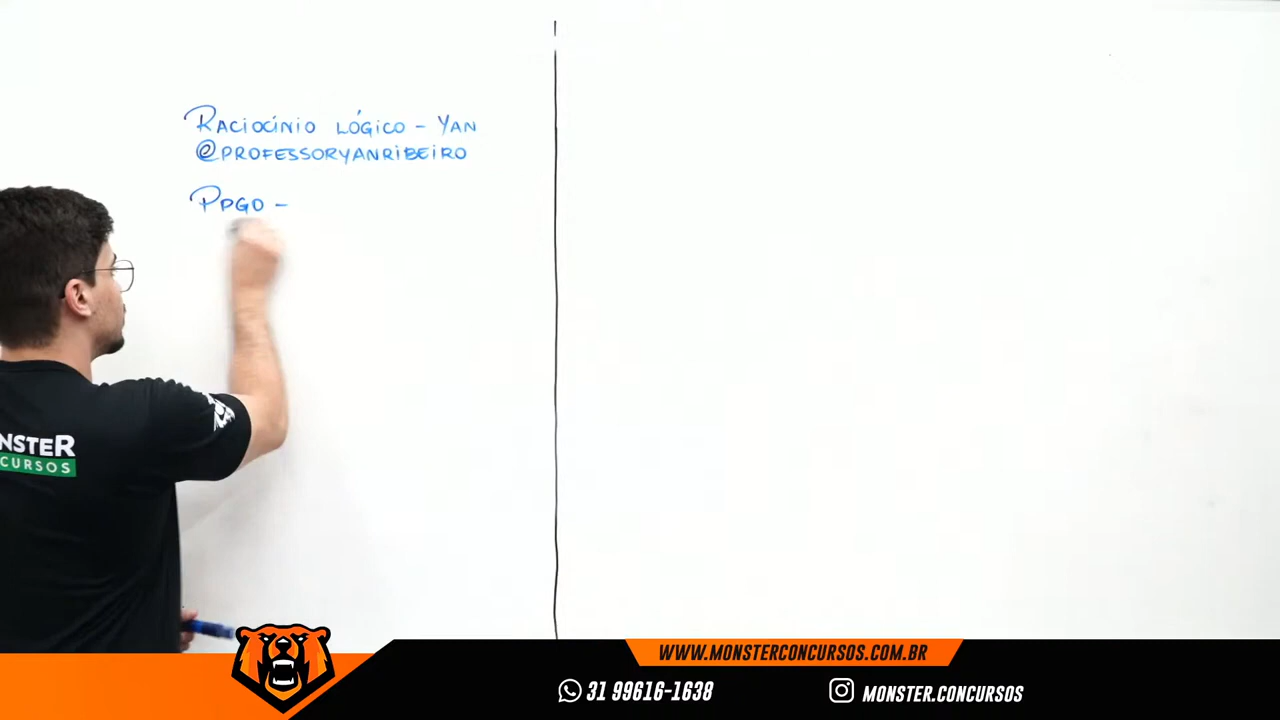 Raciocínio lógico - Yan
@professoryanribeiro
PPGO -
NSTER
CURSOS
WWW.MONSTERCONCURSOS.COM.BR
31 99616-1638
MONSTER.CONCURSOS